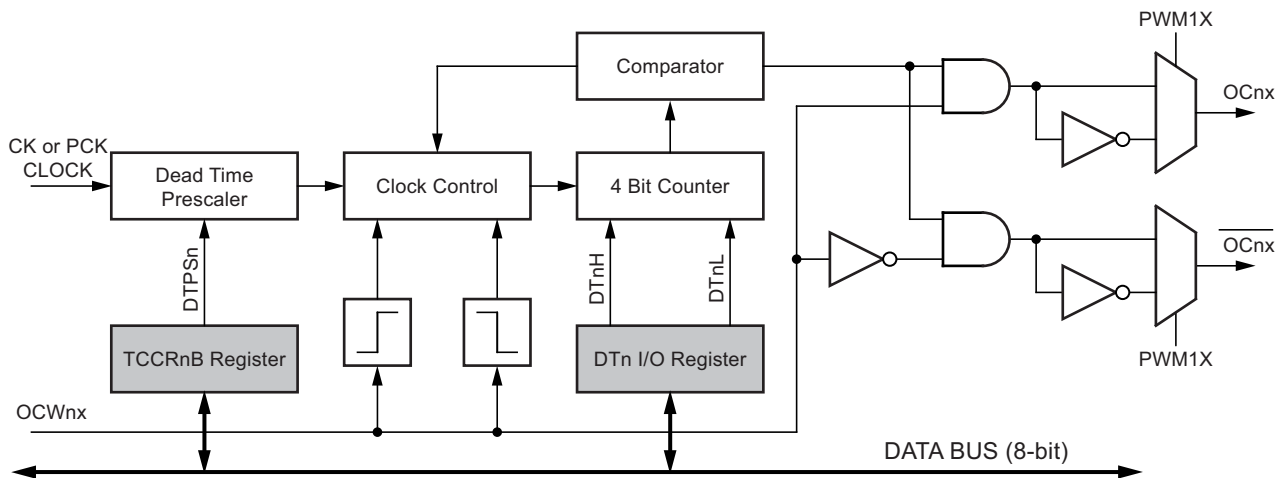 PWM1X
Comparator
OCnx
CK or PCK
CLOCK
Dead Time
Prescaler
Clock Control
4 Bit Counter
OCnx
DTPSn
DTnH
DTnL
TCCRnB Register
DTn I/O Register
PWM1X
OCWnx
DATA BUS (8-bit)